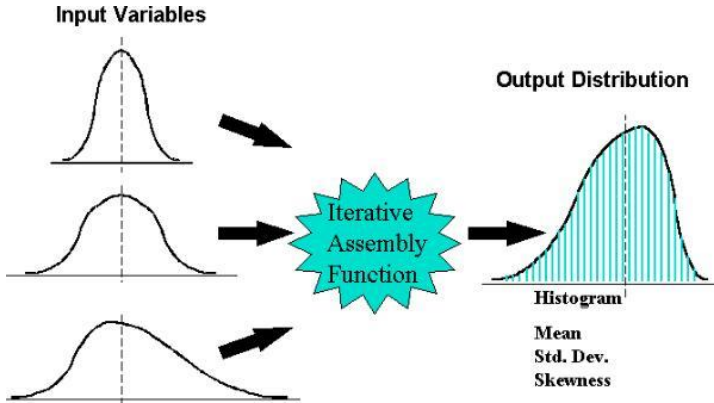 Input Variables
Output Distribution
Iterative
Assembly
Function
Histogram
Mean
Std. Dev.
Skewness